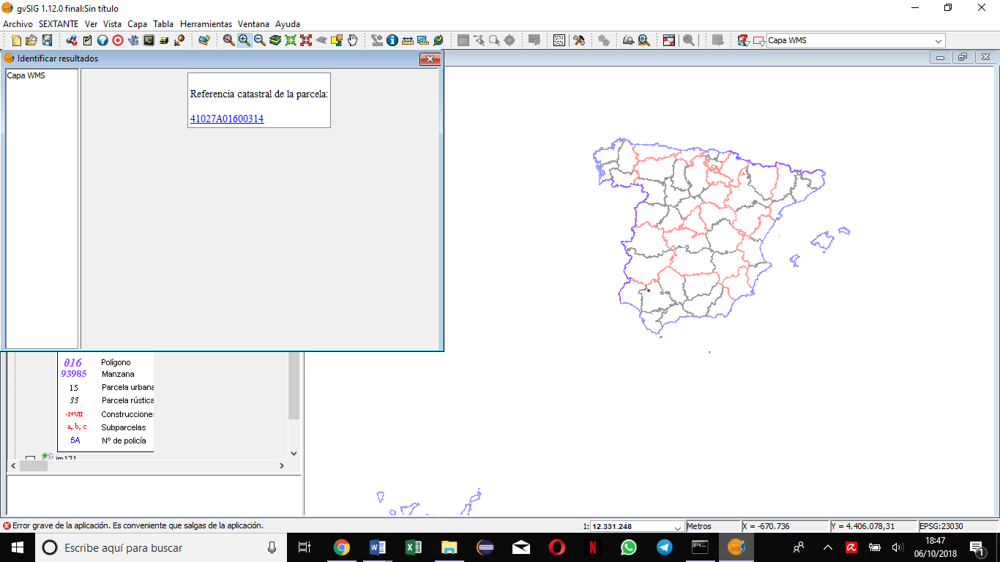 gvSIG 1.12.0 final:Sin título
Archivo SEXTANTE Ver Vista Capa Tabla Herramientas Ventana Ayuda
Capa WMS
Identificar resultados
Capa WMS
Referencia catastral de la parcela:
41027A01600314
016 Polígono
93985 Manzana
15 Parcela urbana
33 Parcela rústica
-I+VII Construcciones
a, b, c Subparcelas
5A Nº de policía
im121
Error grave de la aplicación. Es conveniente que salgas de la aplicación.
1: 12.331.248 Metros X = -670.736 Y = 4.406.078,31 EPSG:23030
Escribe aquí para buscar
18:47
06/10/2018
1